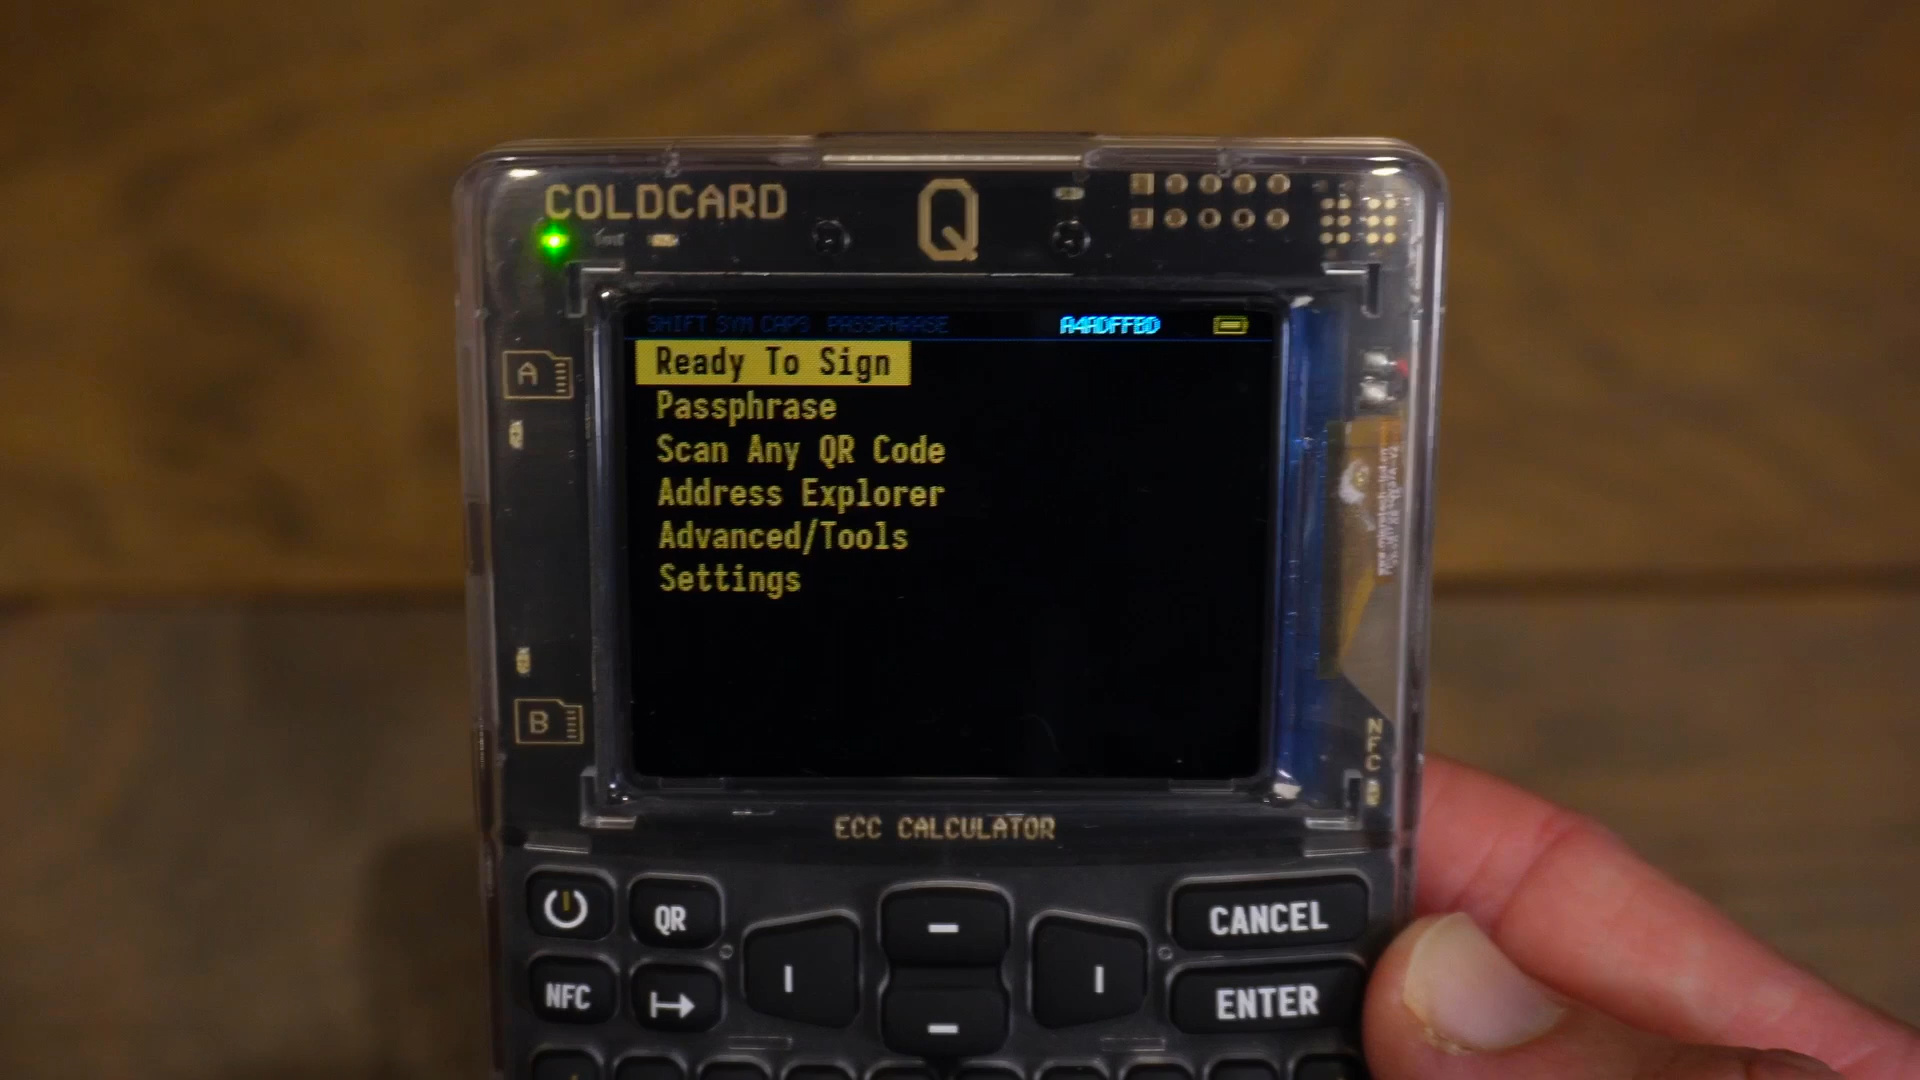 COLDCARD
Q
SHIFT SYM CAPS PASSPHRASE A4ADFFBD
Ready To Sign
Passphrase
Scan Any QR Code
Address Explorer
Advanced/Tools
Settings
A
B
NFC
ECC CALCULATOR
QR
CANCEL
NFC
ENTER